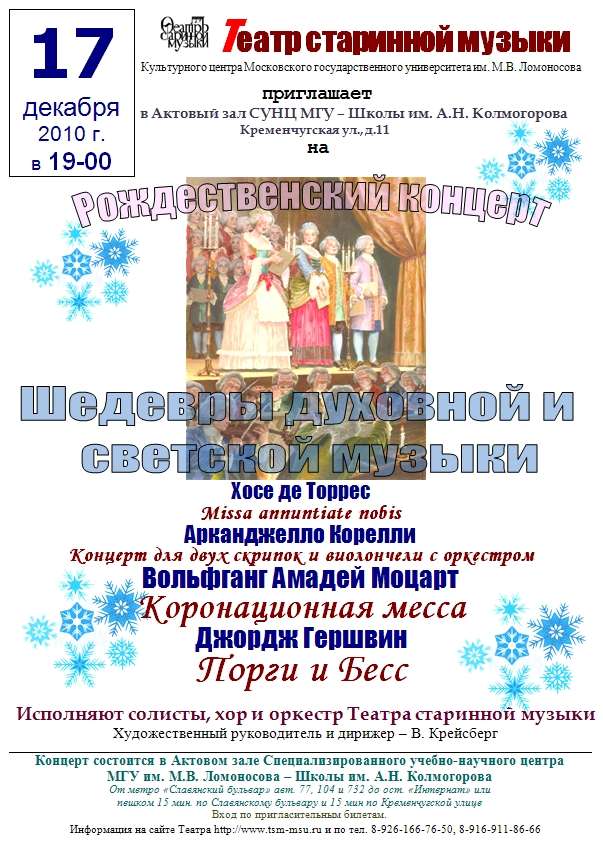 17
декабря
2010 г.
в 19-00
Театръ
старинной
музыки
Театр старинной музыки
Культурного центра Московского государственного университета им. М.В. Ломоносова
приглашает
в Актовый зал СУНЦ МГУ – Школы им. А.Н. Колмогорова
Кременчугская ул., д.11
на
Рождественский концерт
Шедевры духовной и
светской музыки
Хосе де Торрес
Missa annuntiate nobis
Арканджелло Корелли
Концерт для двух скрипок и виолончели с оркестром
Вольфганг Амадей Моцарт
Коронационная месса
Джордж Гершвин
Порги и Бесс
Исполняют солисты, хор и оркестр Театра старинной музыки
Художественный руководитель и дирижер – В. Крейсберг
Концерт состоится в Актовом зале Специализированного учебно-научного центра
МГУ им. М.В. Ломоносова – Школы им. А.Н. Колмогорова
От метро «Славянский бульвар» авт. 77, 104 и 732 до ост. «Интернат» или
пешком 15 мин. по Славянскому бульвару и 15 мин по Кременчугской улице
Вход по пригласительным билетам.
Информация на сайте Театра http://www.tsm-msu.ru и по тел. 8-926-166-76-50, 8-916-911-86-66